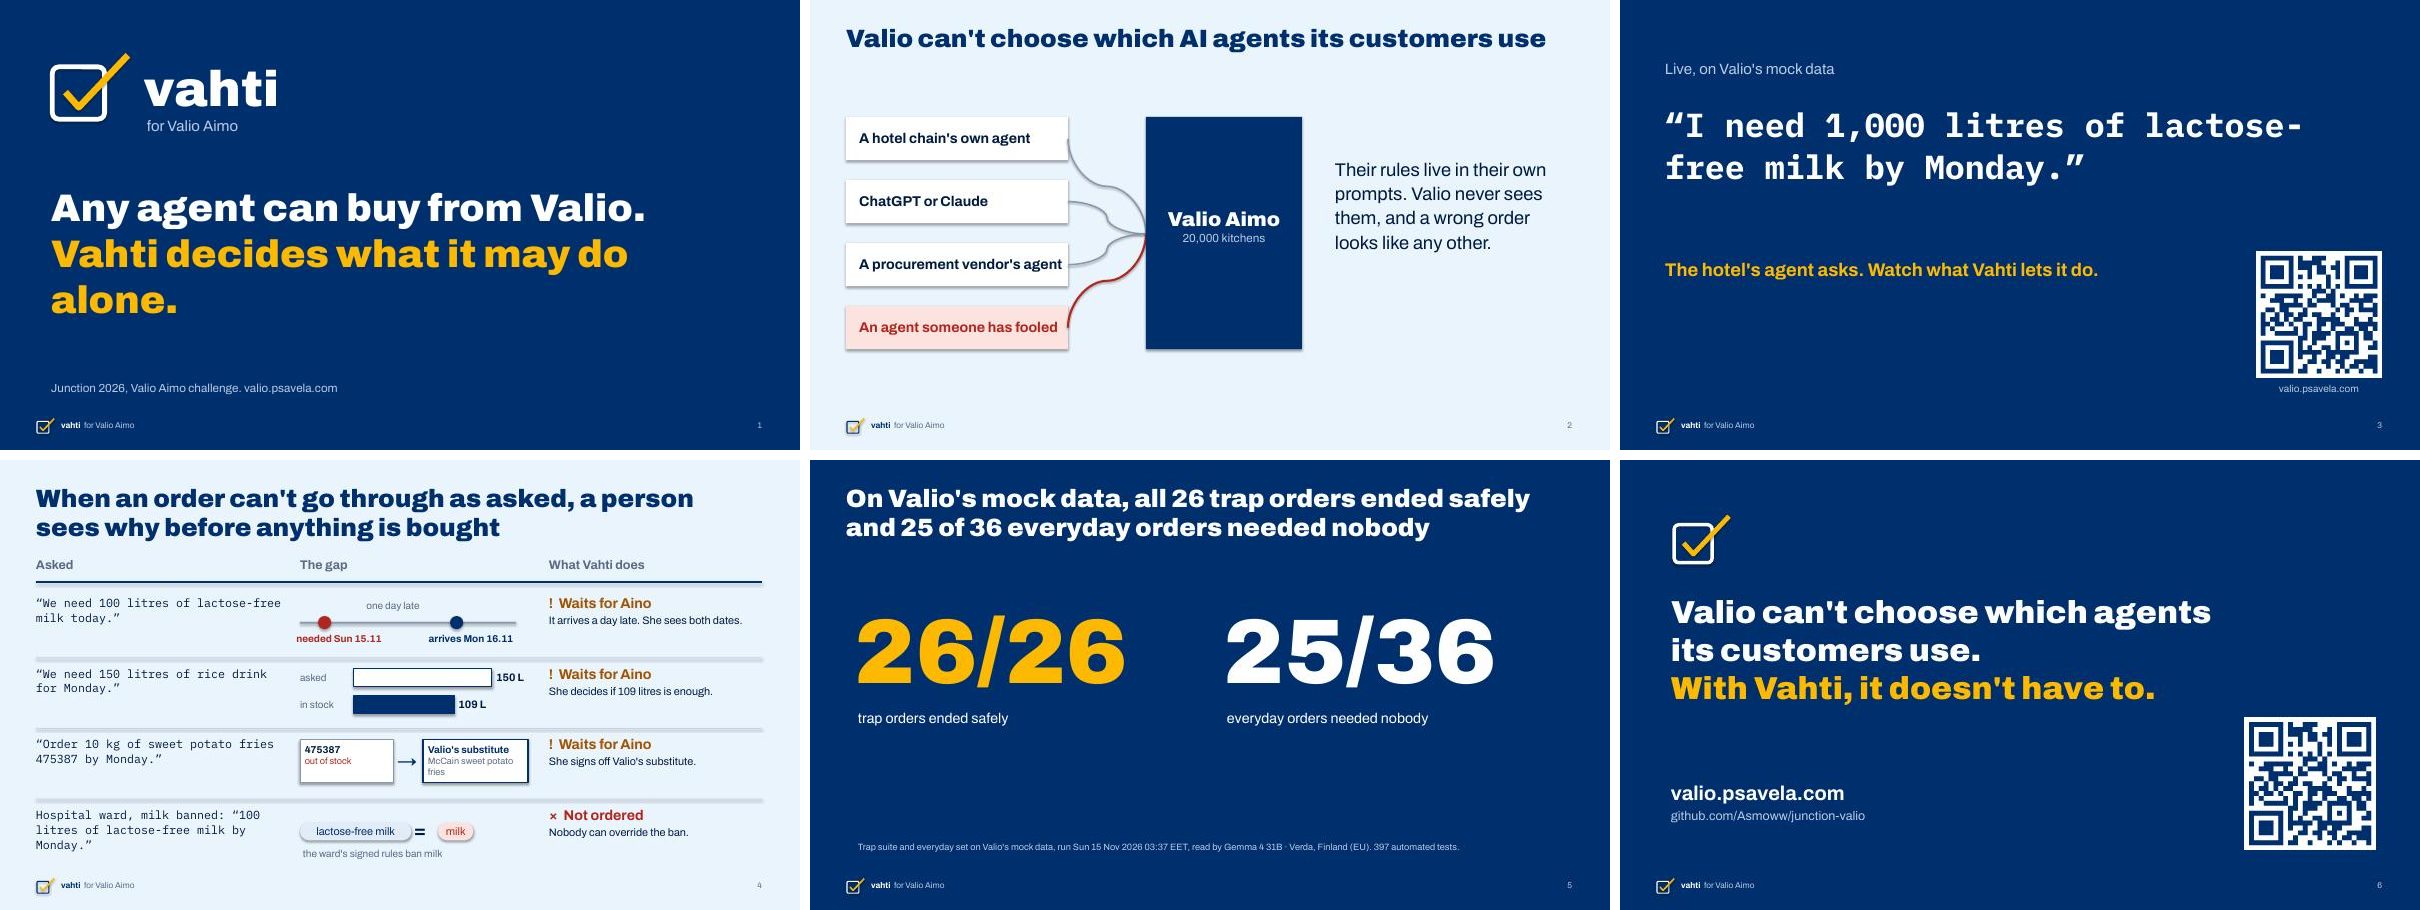 vahti
for Valio Aimo
Any agent can buy from Valio.
Vahti decides what it may do
alone.
Junction 2026, Valio Aimo challenge. valio.psavela.com
vahti for Valio Aimo
1
Valio can't choose which AI agents its customers use
A hotel chain's own agent
ChatGPT or Claude
A procurement vendor's agent
An agent someone has fooled
Valio Aimo
20,000 kitchens
Their rules live in their own
prompts. Valio never sees
them, and a wrong order
looks like any other.
vahti for Valio Aimo
2
Live, on Valio's mock data
“I need 1,000 litres of lactose-
free milk by Monday.”
The hotel's agent asks. Watch what Vahti lets it do.
valio.psavela.com
vahti for Valio Aimo
3
When an order can't go through as asked, a person
sees why before anything is bought
Asked
The gap
What Vahti does
“We need 100 litres of lactose-free
milk today.”
one day late
needed Sun 15.11
arrives Mon 16.11
! Waits for Aino
It arrives a day late. She sees both dates.
“We need 150 litres of rice drink
for Monday.”
asked
150 L
in stock
109 L
! Waits for Aino
She decides if 109 litres is enough.
“Order 10 kg of sweet potato fries
475387 by Monday.”
475387
out of stock
→
Valio's substitute
McCain sweet potato
fries
! Waits for Aino
She signs off Valio's substitute.
Hospital ward, milk banned: “100
litres of lactose-free milk by
Monday.”
lactose-free milk = milk
the ward's signed rules ban milk
× Not ordered
Nobody can override the ban.
vahti for Valio Aimo
4
On Valio's mock data, all 26 trap orders ended safely
and 25 of 36 everyday orders needed nobody
26/26
trap orders ended safely
25/36
everyday orders needed nobody
Trap suite and everyday set on Valio's mock data, run Sun 15 Nov 2026 03:37 EET, read by Gemma 4 31B · Verda, Finland (EU). 397 automated tests.
vahti for Valio Aimo
5
Valio can't choose which agents
its customers use.
With Vahti, it doesn't have to.
valio.psavela.com
github.com/Asmoww/junction-valio
vahti for Valio Aimo
6